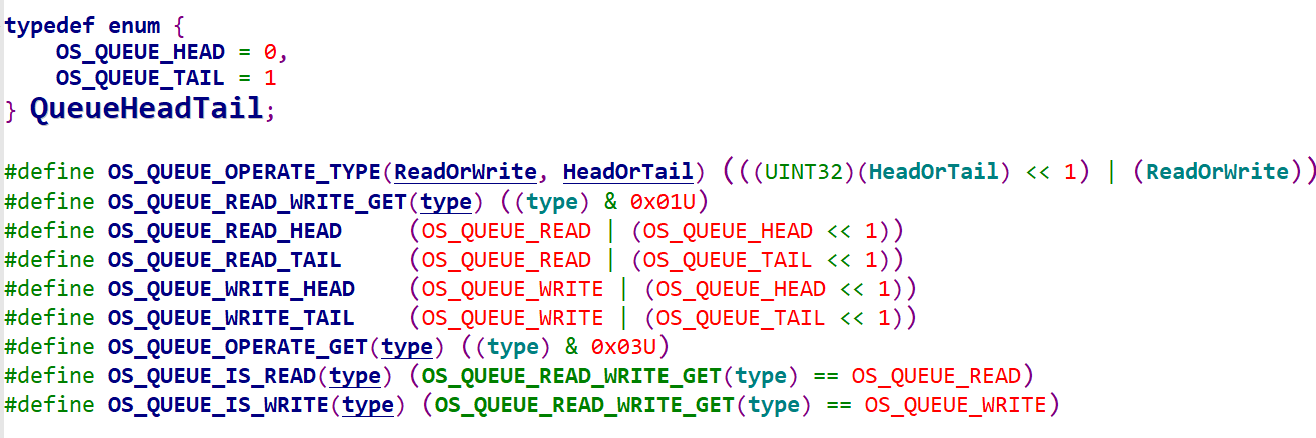 typedef enum {
    OS_QUEUE_HEAD = 0,
    OS_QUEUE_TAIL = 1
} QueueHeadTail;

#define OS_QUEUE_OPERATE_TYPE(ReadOrWrite, HeadOrTail) (((UINT32)(HeadOrTail) << 1) | (ReadOrWrite))
#define OS_QUEUE_READ_WRITE_GET(type) ((type) & 0x01U)
#define OS_QUEUE_READ_HEAD     (OS_QUEUE_READ | (OS_QUEUE_HEAD << 1))
#define OS_QUEUE_READ_TAIL     (OS_QUEUE_READ | (OS_QUEUE_TAIL << 1))
#define OS_QUEUE_WRITE_HEAD    (OS_QUEUE_WRITE | (OS_QUEUE_HEAD << 1))
#define OS_QUEUE_WRITE_TAIL    (OS_QUEUE_WRITE | (OS_QUEUE_TAIL << 1))
#define OS_QUEUE_OPERATE_GET(type) ((type) & 0x03U)
#define OS_QUEUE_IS_READ(type) (OS_QUEUE_READ_WRITE_GET(type) == OS_QUEUE_READ)
#define OS_QUEUE_IS_WRITE(type) (OS_QUEUE_READ_WRITE_GET(type) == OS_QUEUE_WRITE)